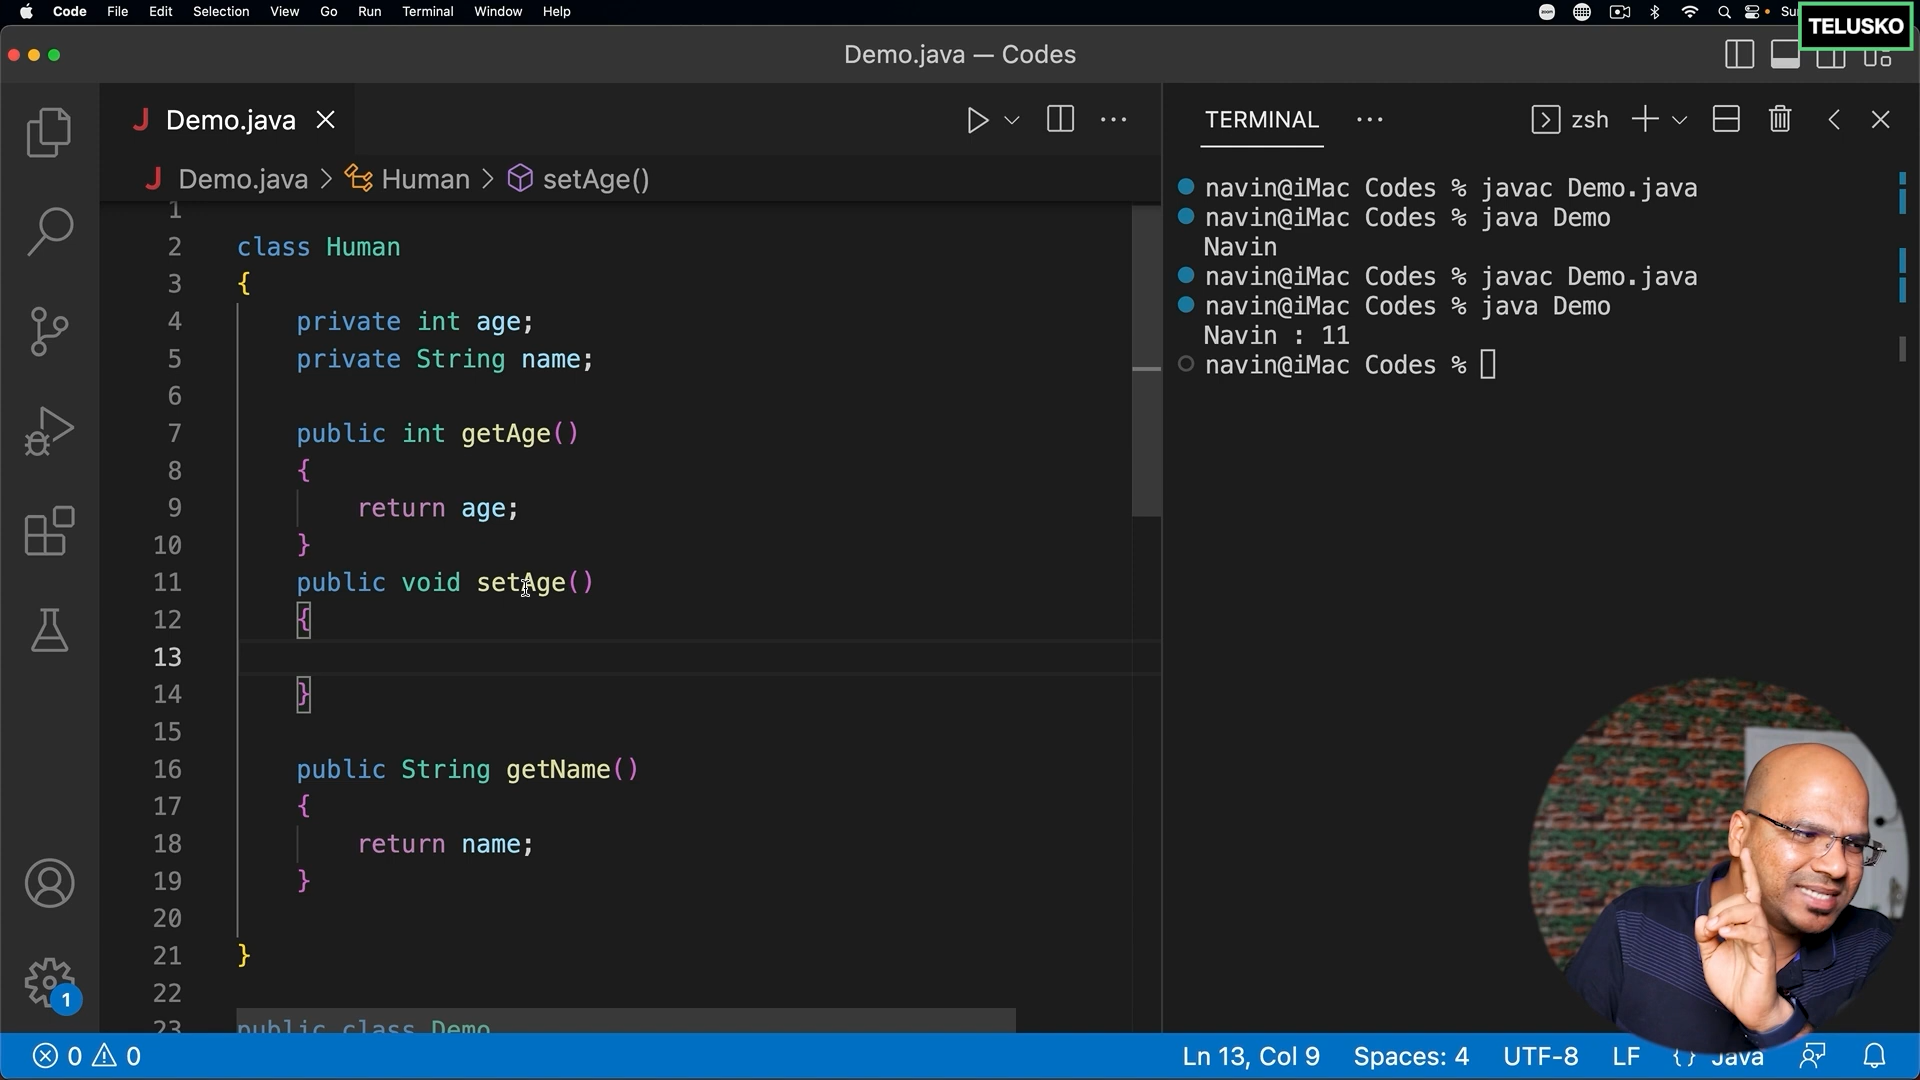 Code File Edit Selection View Go Run Terminal Window Help
zoom
TELUSKO
Demo.java — Codes
Demo.java
Demo.java > Human > setAge()
1
2 class Human
3 {
4 private int age;
5 private String name;
6
7 public int getAge()
8 {
9 return age;
10 }
11 public void setAge()
12 {
13
14 }
15
16 public String getName()
17 {
18 return name;
19 }
20
21 }
22
23 public class Demo
TERMINAL
zsh
navin@iMac Codes % javac Demo.java
navin@iMac Codes % java Demo
Navin
navin@iMac Codes % javac Demo.java
navin@iMac Codes % java Demo
Navin : 11
navin@iMac Codes %
1
0 0
Ln 13, Col 9 Spaces: 4 UTF-8 LF {} Java